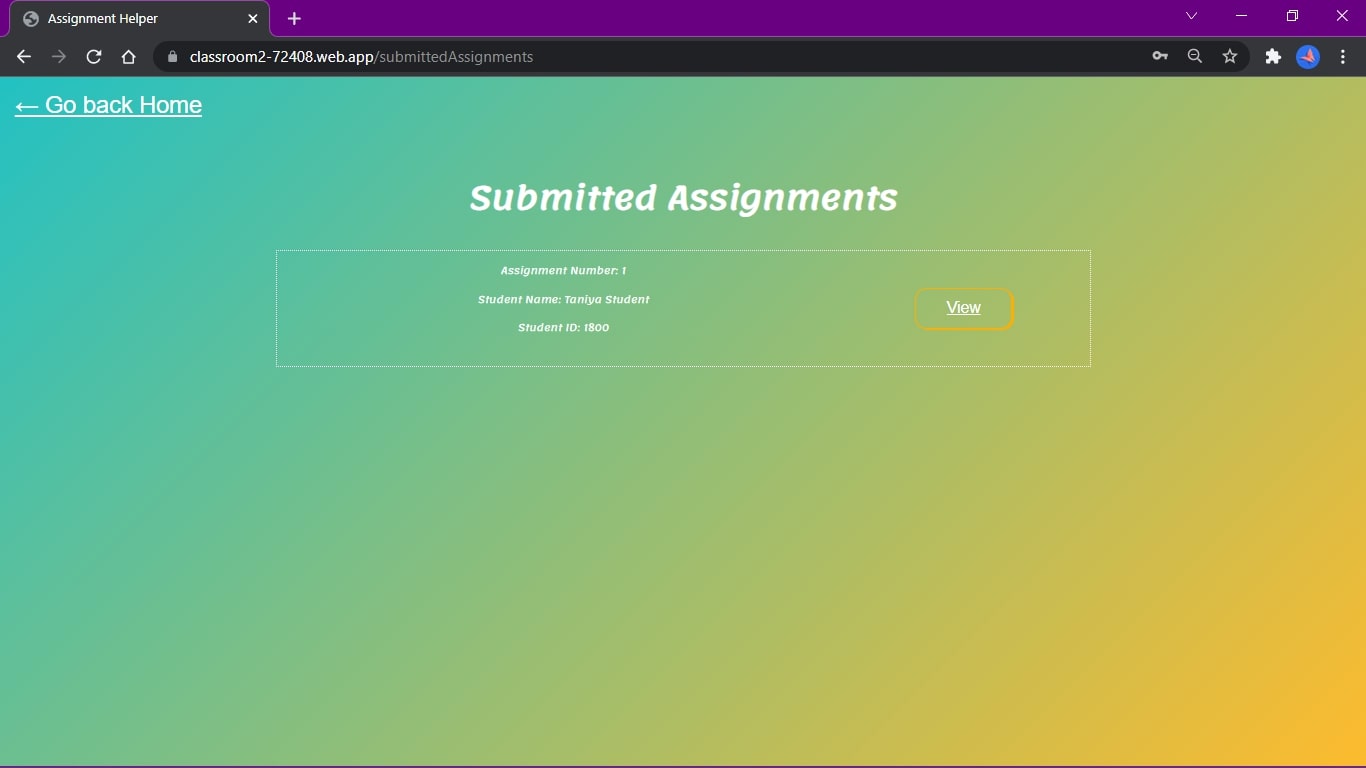 Assignment Helper
classroom2-72408.web.app/submittedAssignments
← Go back Home
Submitted Assignments
Assignment Number: 1
Student Name: Taniya Student
Student ID: 1800
View